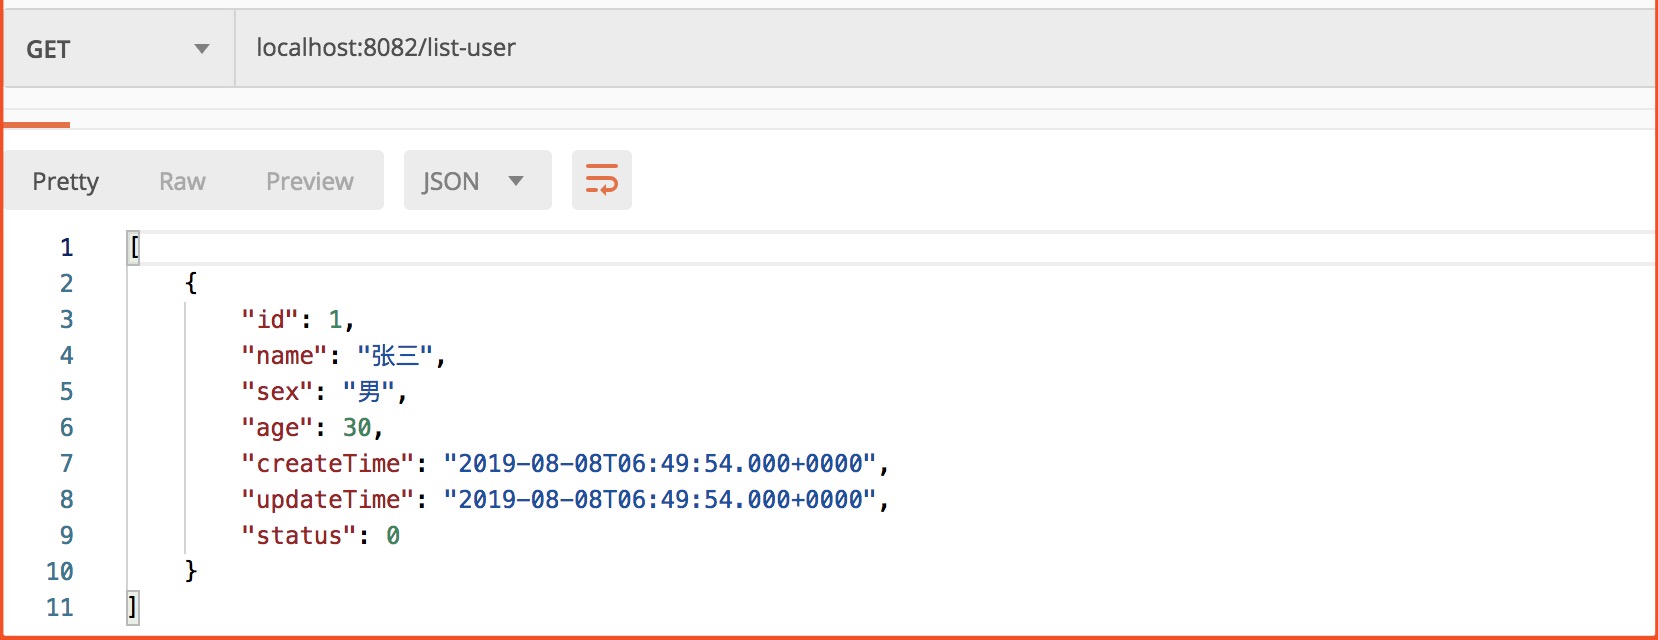 GET localhost:8082/list-user
Pretty Raw Preview JSON
1 [
2 {
3 "id": 1,
4 "name": "张三",
5 "sex": "男",
6 "age": 30,
7 "createTime": "2019-08-08T06:49:54.000+0000",
8 "updateTime": "2019-08-08T06:49:54.000+0000",
9 "status": 0
10 }
11 ]